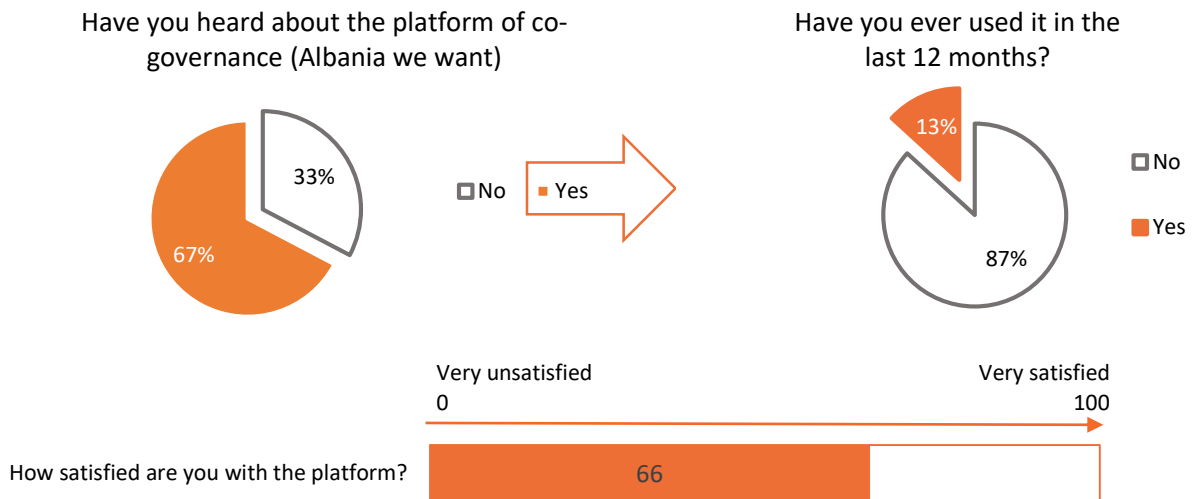 Have you heard about the platform of co-
governance (Albania we want)
33%
67%
No
Yes
Have you ever used it in the
last 12 months?
13%
87%
No
Yes
Very unsatisfied
0
Very satisfied
100
How satisfied are you with the platform?
66